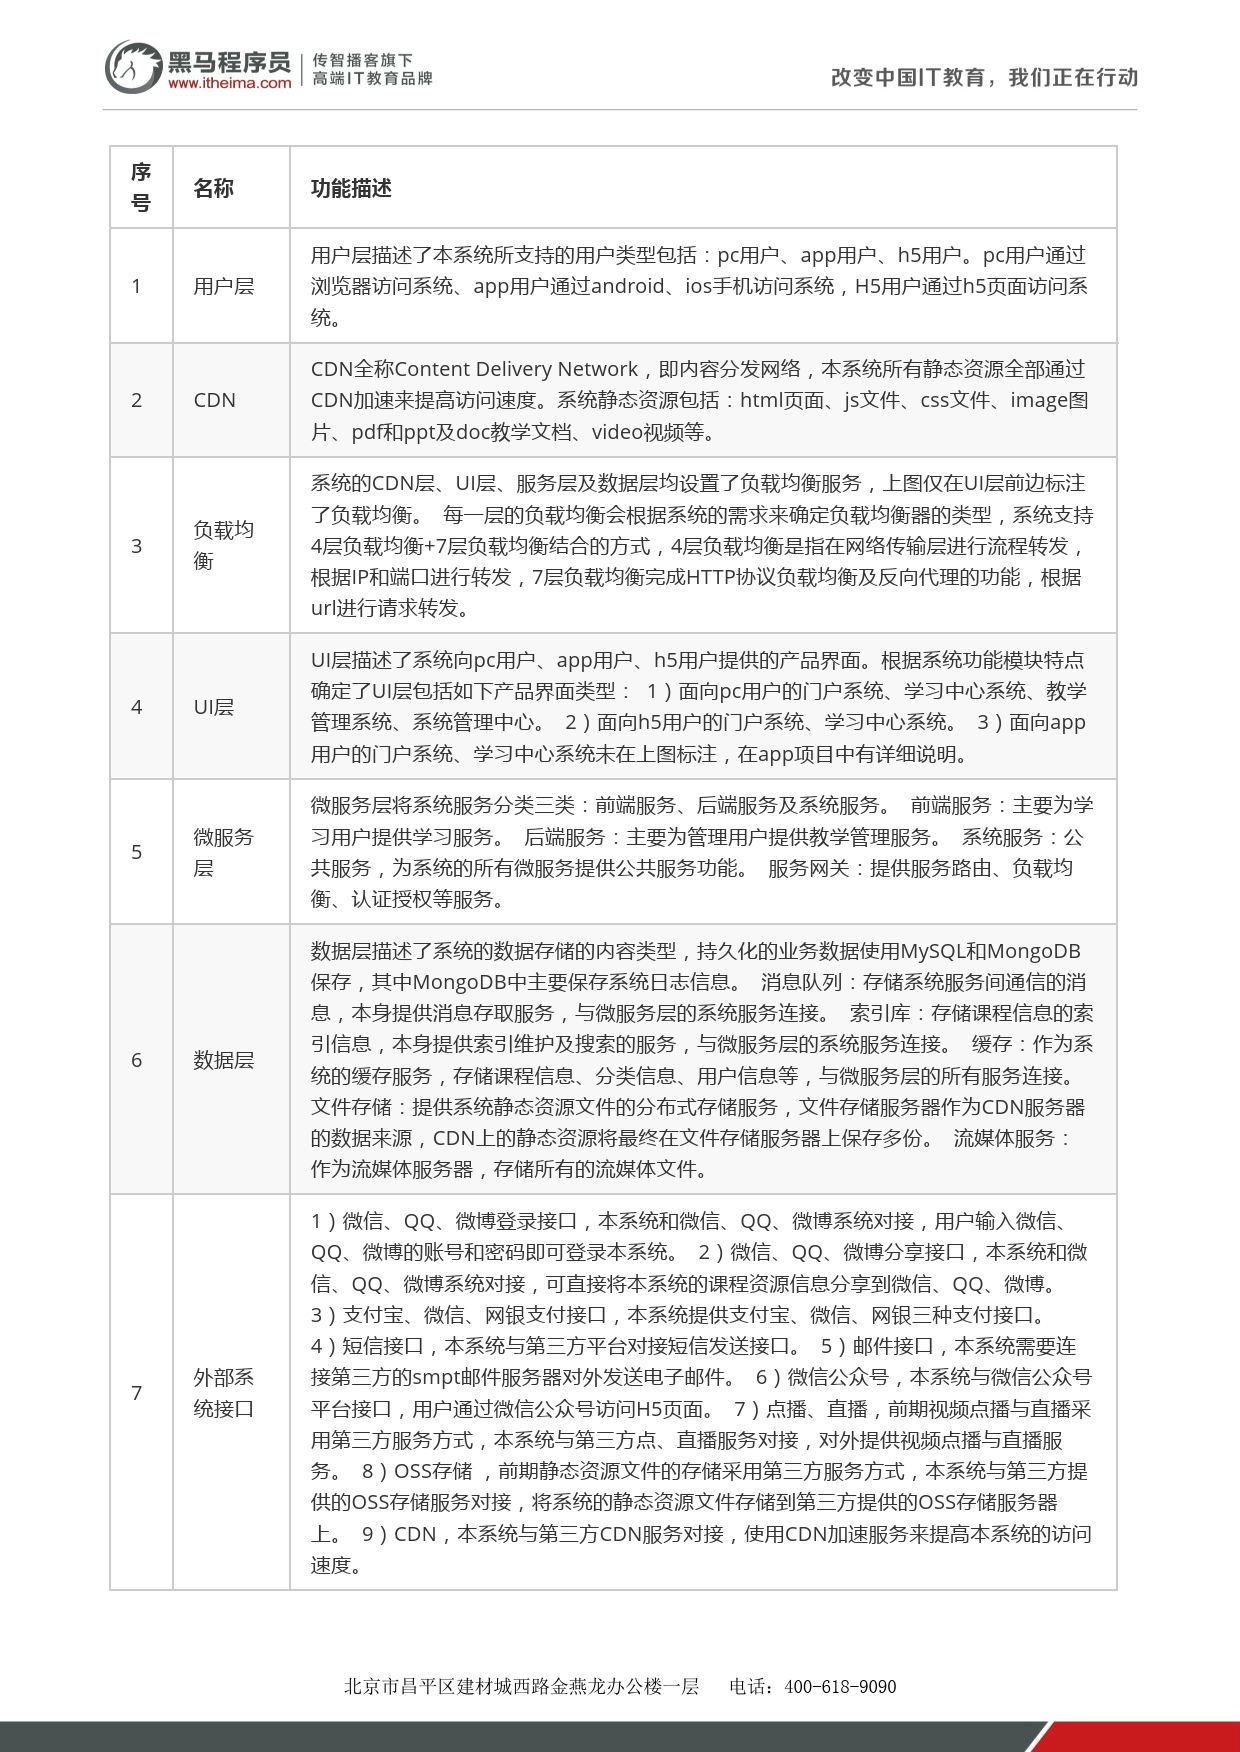 黑马程序员
www.itheima.com
传智播客旗下
高端IT教育品牌
改变中国IT教育，我们正在行动
序号
名称
功能描述
1
用户层
用户层描述了本系统所支持的用户类型包括：pc用户、app用户、h5用户。pc用户通过
浏览器访问系统、app用户通过android、ios手机访问系统，H5用户通过h5页面访问系
统。
2
CDN
CDN全称Content Delivery Network，即内容分发网络，本系统所有静态资源全部通过
CDN加速来提高访问速度。系统静态资源包括：html页面、js文件、css文件、image图
片、pdf和ppt及doc教学文档、video视频等。
3
负载均
衡
系统的CDN层、UI层、服务层及数据层均设置了负载均衡服务，上图仅在UI层前边标注
了负载均衡。 每一层的负载均衡会根据系统的需求来确定负载均衡器的类型，系统支持
4层负载均衡+7层负载均衡结合的方式，4层负载均衡是指在网络传输层进行流程转发，
根据IP和端口进行转发，7层负载均衡完成HTTP协议负载均衡及反向代理的功能，根据
url进行请求转发。
4
UI层
UI层描述了系统向pc用户、app用户、h5用户提供的产品界面。根据系统功能模块特点
确定了UI层包括如下产品界面类型： 1）面向pc用户的门户系统、学习中心系统、教学
管理系统、系统管理中心。 2）面向h5用户的门户系统、学习中心系统。 3）面向app
用户的门户系统、学习中心系统未在上图标注，在app项目中有详细说明。
5
微服务
层
微服务层将系统服务分类三类：前端服务、后端服务及系统服务。 前端服务：主要为学
习用户提供学习服务。 后端服务：主要为管理用户提供教学管理服务。 系统服务：公
共服务，为系统的所有微服务提供公共服务功能。 服务网关：提供服务路由、负载均
衡、认证授权等服务。
6
数据层
数据层描述了系统的数据存储的内容类型，持久化的业务数据使用MySQL和MongoDB
保存，其中MongoDB中主要保存系统日志信息。 消息队列：存储系统服务间通信的消
息，本身提供消息存取服务，与微服务层的系统服务连接。 索引库：存储课程信息的索
引信息，本身提供索引维护及搜索的服务，与微服务层的系统服务连接。 缓存：作为系
统的缓存服务，存储课程信息、分类信息、用户信息等，与微服务层的所有服务连接。
文件存储：提供系统静态资源文件的分布式存储服务，文件存储服务器作为CDN服务器
的数据来源，CDN上的静态资源将最终在文件存储服务器上保存多份。 流媒体服务：
作为流媒体服务器，存储所有的流媒体文件。
7
外部系
统接口
1）微信、QQ、微博登录接口，本系统和微信、QQ、微博系统对接，用户输入微信、
QQ、微博的账号和密码即可登录本系统。 2）微信、QQ、微博分享接口，本系统和微
信、QQ、微博系统对接，可直接将本系统的课程资源信息分享到微信、QQ、微博。
3）支付宝、微信、网银支付接口，本系统提供支付宝、微信、网银三种支付接口。
4）短信接口，本系统与第三方平台对接短信发送接口。 5）邮件接口，本系统需要连
接第三方的smpt邮件服务器对外发送电子邮件。 6）微信公众号，本系统与微信公众号
平台接口，用户通过微信公众号访问H5页面。 7）点播、直播，前期视频点播与直播采
用第三方服务方式，本系统与第三方点、直播服务对接，对外提供视频点播与直播服
务。 8）OSS存储 ，前期静态资源文件的存储采用第三方服务方式，本系统与第三方提
供的OSS存储服务对接，将系统的静态资源文件存储到第三方提供的OSS存储服务器
上。 9）CDN，本系统与第三方CDN服务对接，使用CDN加速服务来提高本系统的访问
速度。
北京市昌平区建材城西路金燕龙办公楼一层 电话：400-618-9090